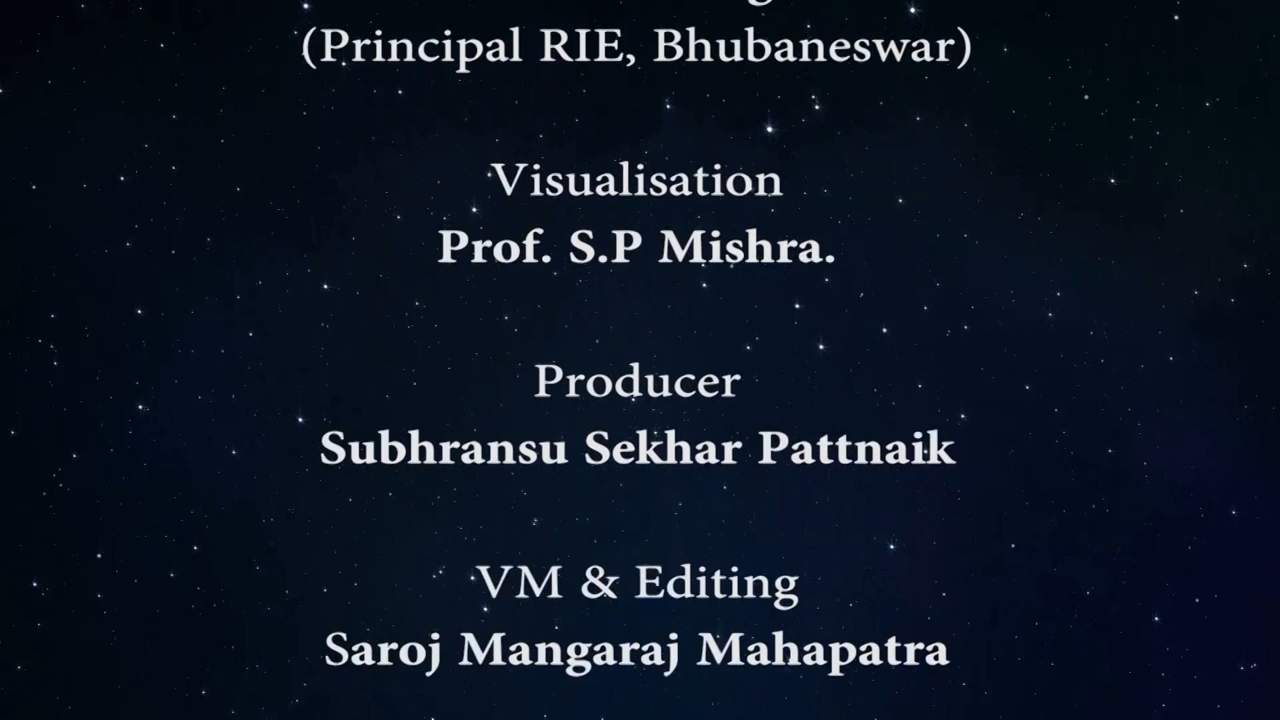 (Principal RIE, Bhubaneswar)
Visualisation
Prof. S.P Mishra.
Producer
Subhransu Sekhar Pattnaik
VM & Editing
Saroj Mangaraj Mahapatra